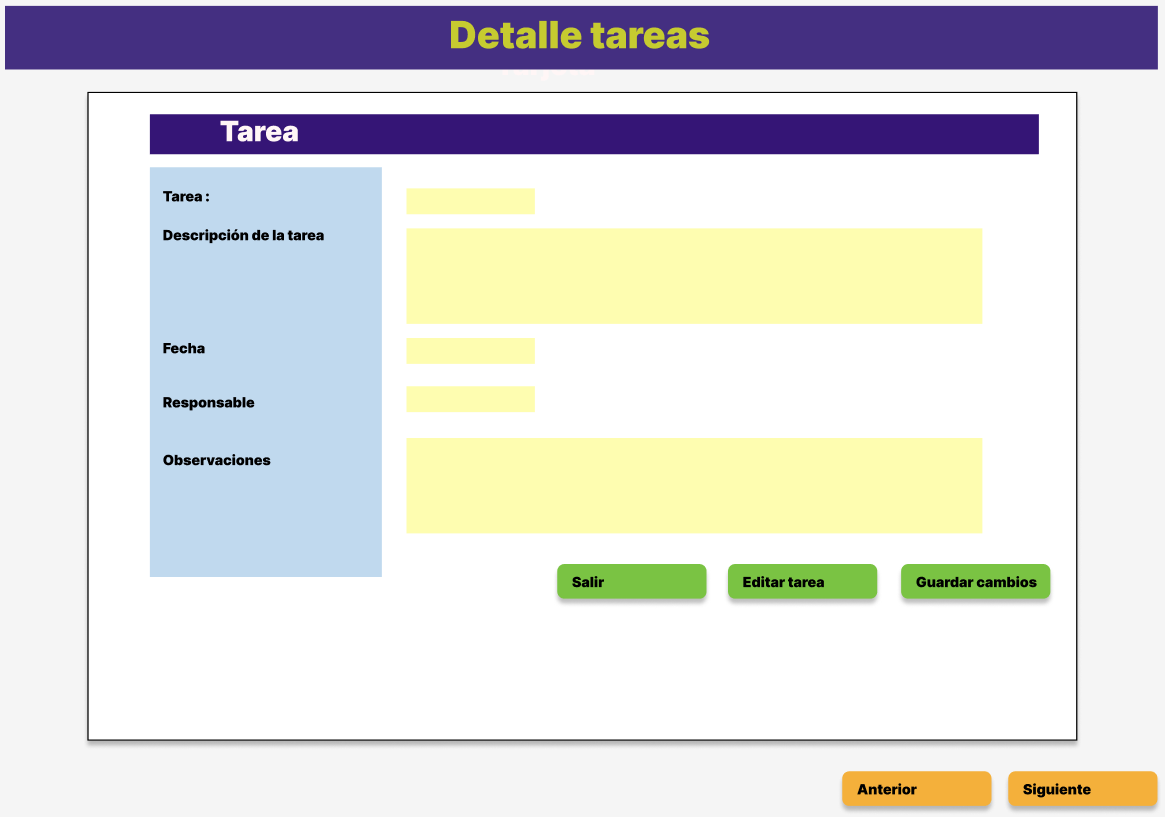 Detalle tareas
Tarea
Tarea :
Descripción de la tarea
Fecha
Responsable
Observaciones
Salir
Editar tarea
Guardar cambios
Anterior
Siguiente